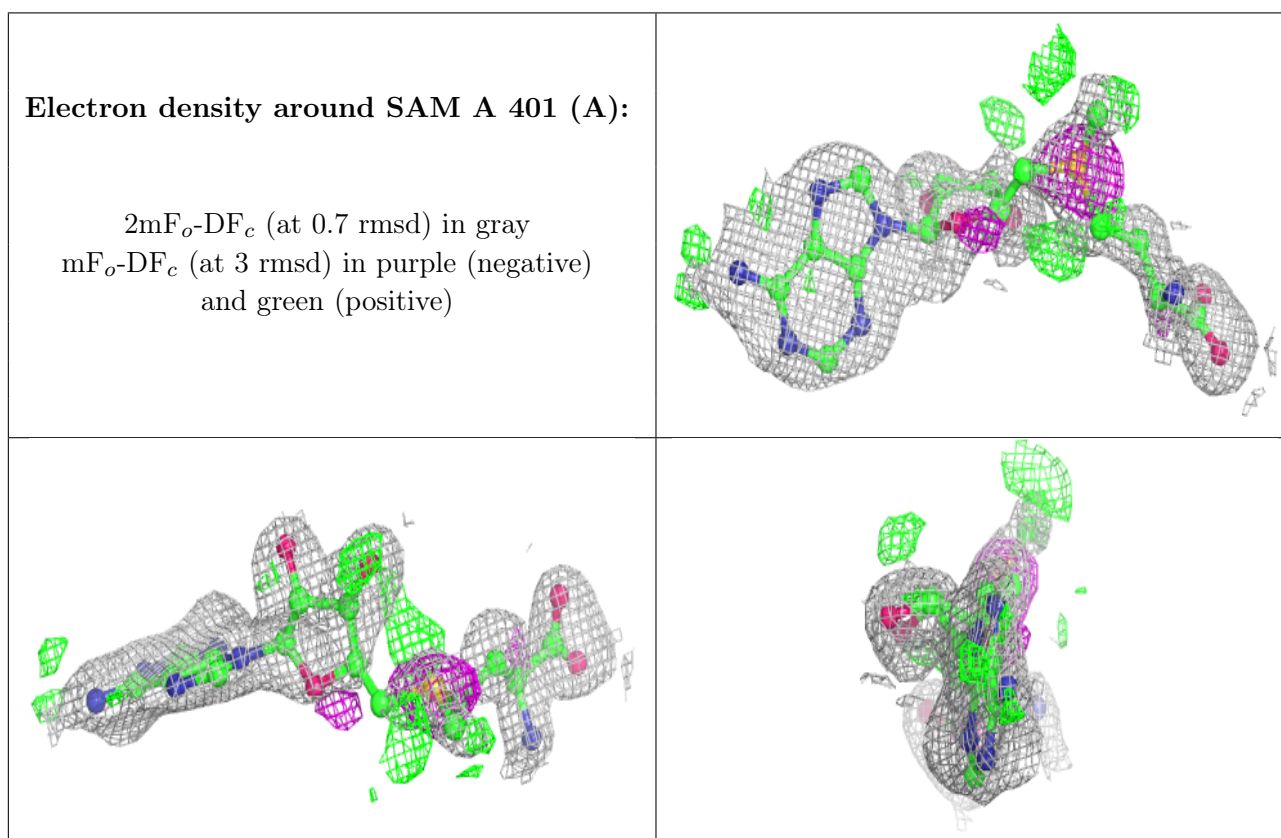 Electron density around SAM A 401 (A):
2mFₒ-DF𝒸 (at 0.7 rmsd) in gray
mFₒ-DF𝒸 (at 3 rmsd) in purple (negative)
and green (positive)